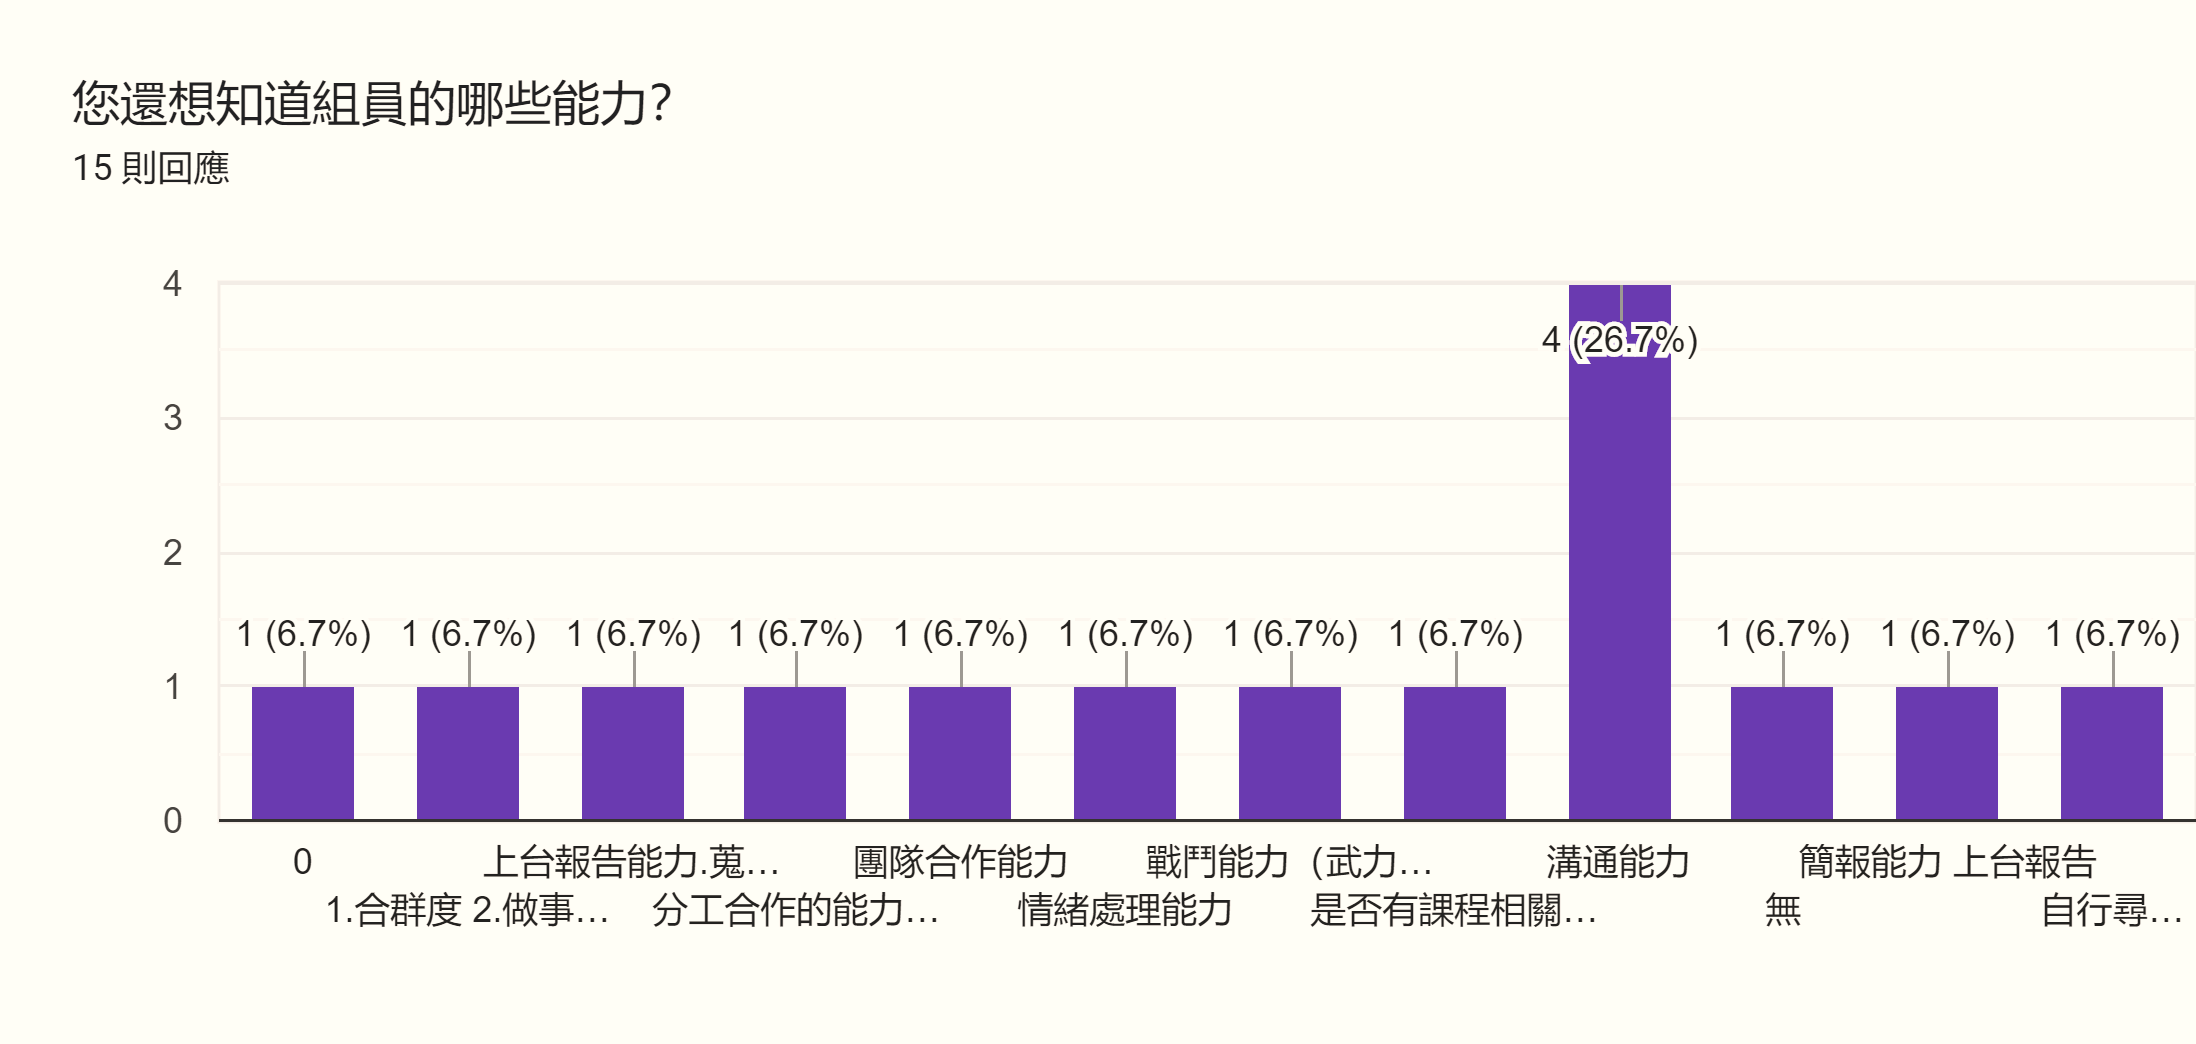 您還想知道組員的哪些能力?
15 則回應
4
3
2
1
0
1 (6.7%)
1 (6.7%)
1 (6.7%)
1 (6.7%)
1 (6.7%)
1 (6.7%)
1 (6.7%)
1 (6.7%)
4 (26.7%)
1 (6.7%)
1 (6.7%)
1 (6.7%)
0
1.合群度 2.做事…
上台報告能力.蒐…
分工合作的能力…
團隊合作能力
情緒處理能力
戰鬥能力（武力…
是否有課程相關…
溝通能力
無
簡報能力 上台報告
自行尋…